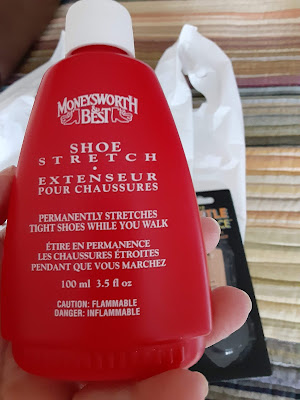 MONEYSWORTH
& BEST
SHOE
STRETCH
•
EXTENSEUR
POUR CHAUSSURES
PERMANENTLY STRETCHES
TIGHT SHOES WHILE YOU WALK
ÉTIRE EN PERMANENCE
LES CHAUSSURES ÉTROITES
PENDANT QUE VOUS MARCHEZ
100 ml 3.5 fl oz
CAUTION: FLAMMABLE
DANGER: INFLAMMABLE